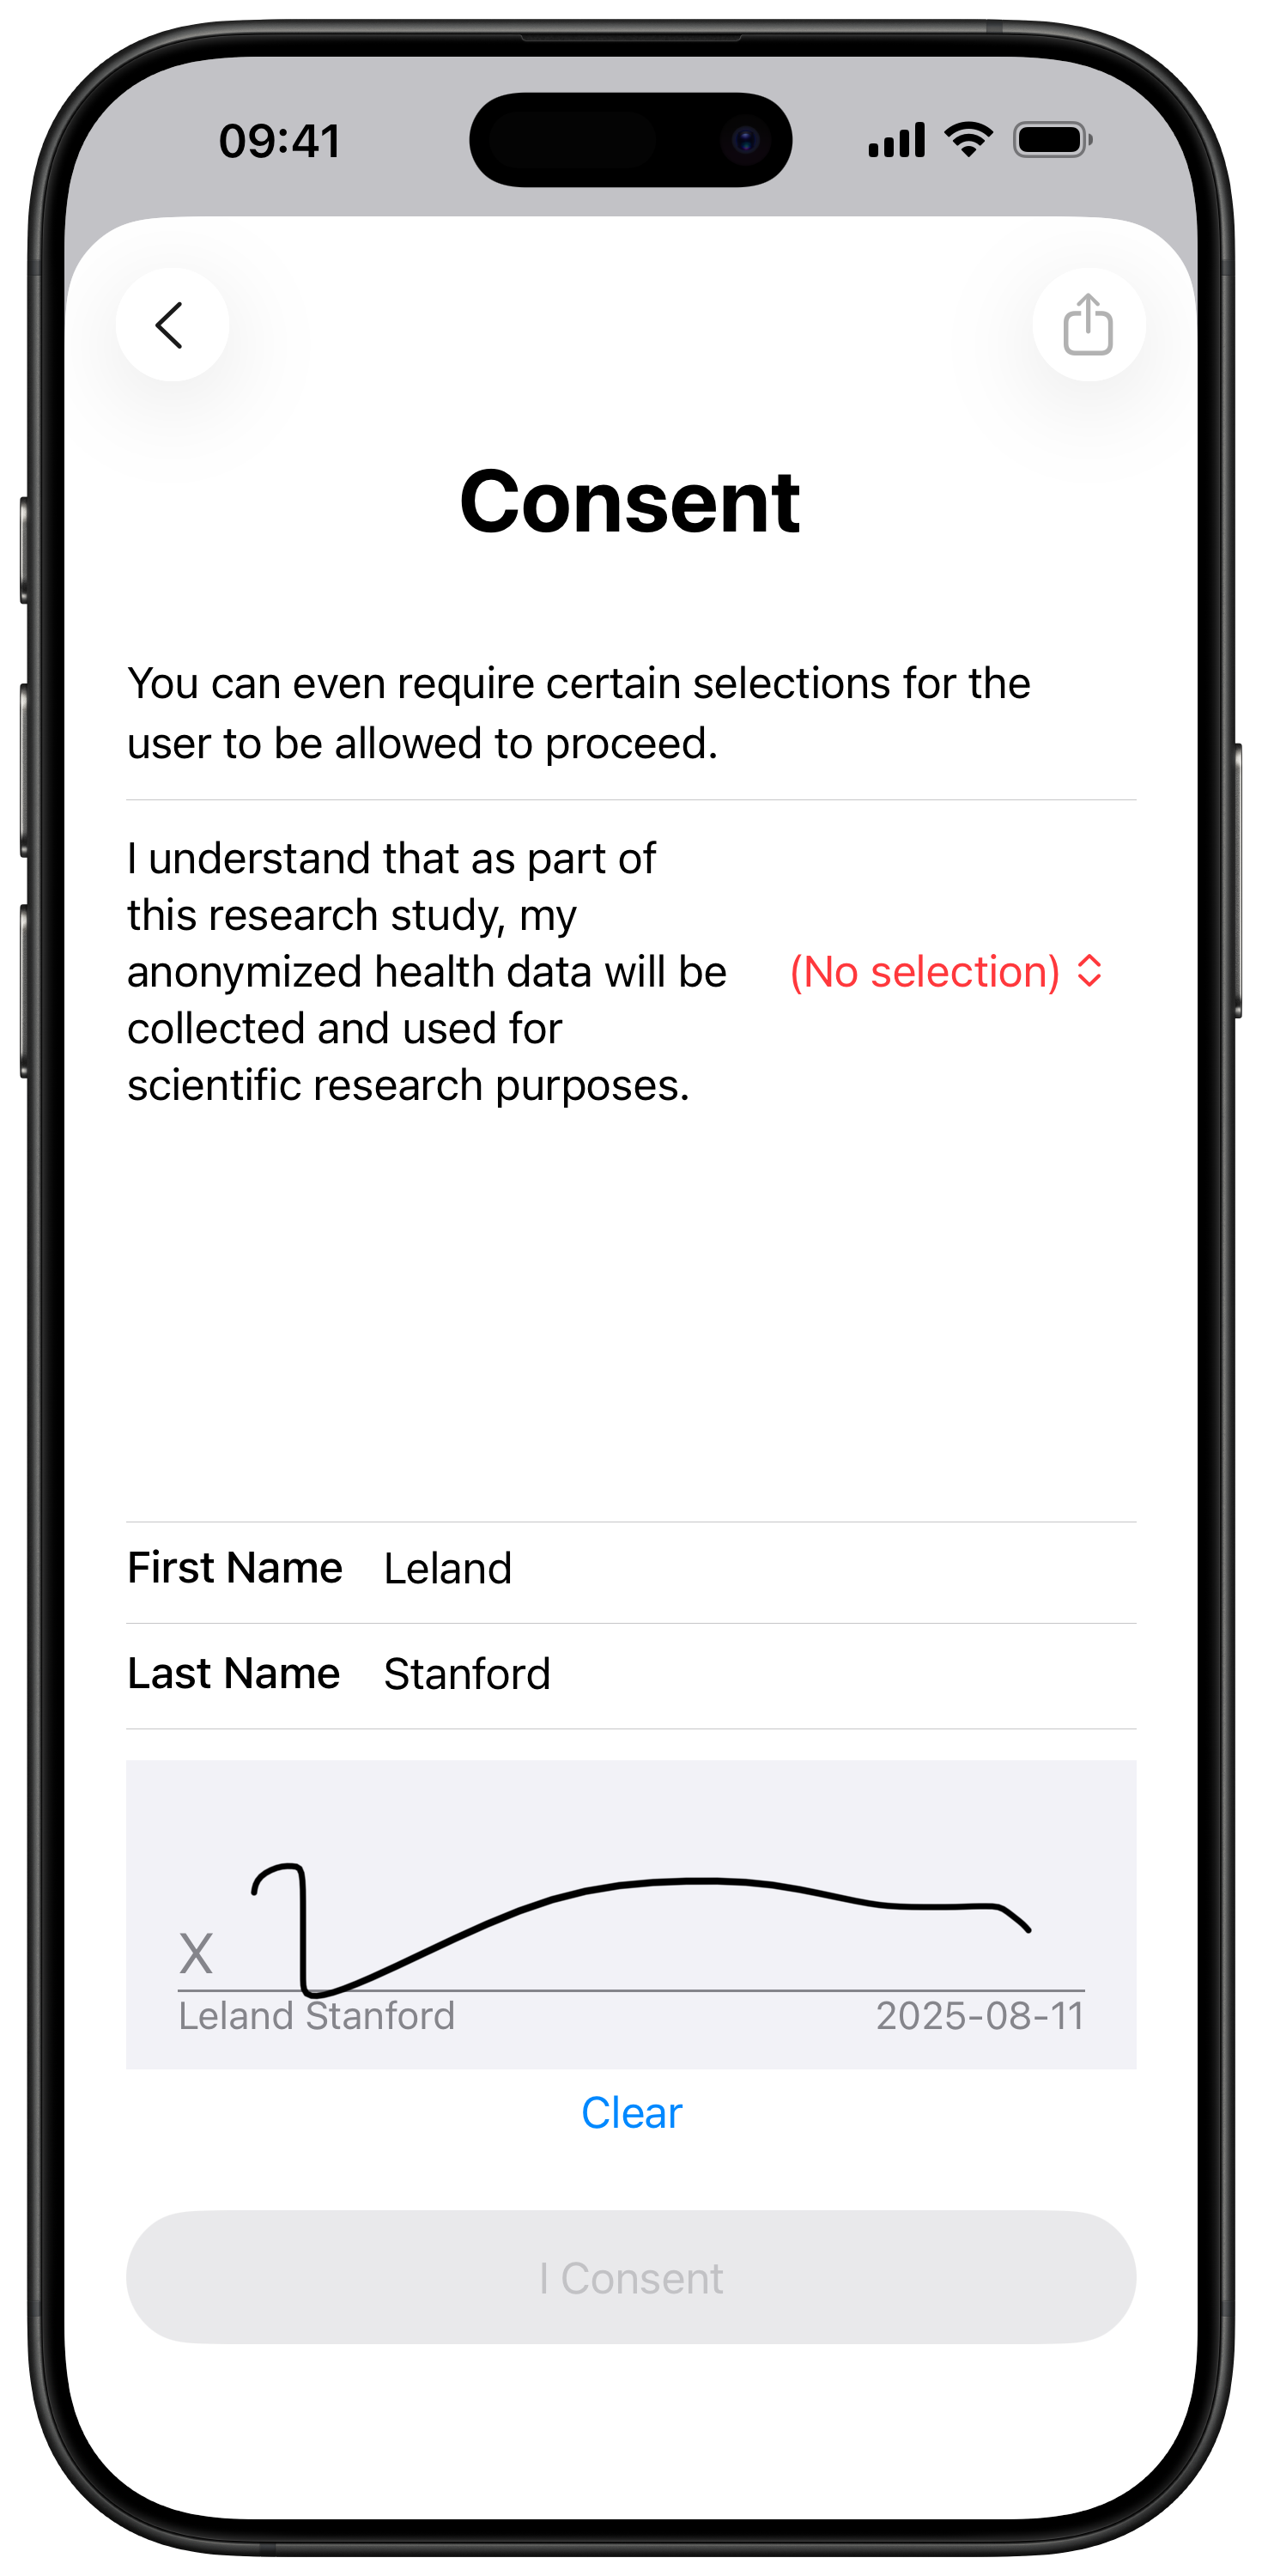 09:41
Consent
You can even require certain selections for the
user to be allowed to proceed.
I understand that as part of
this research study, my
anonymized health data will be
collected and used for
scientific research purposes.
(No selection)
First Name Leland
Last Name Stanford
X
Leland Stanford 2025-08-11
Clear
I Consent